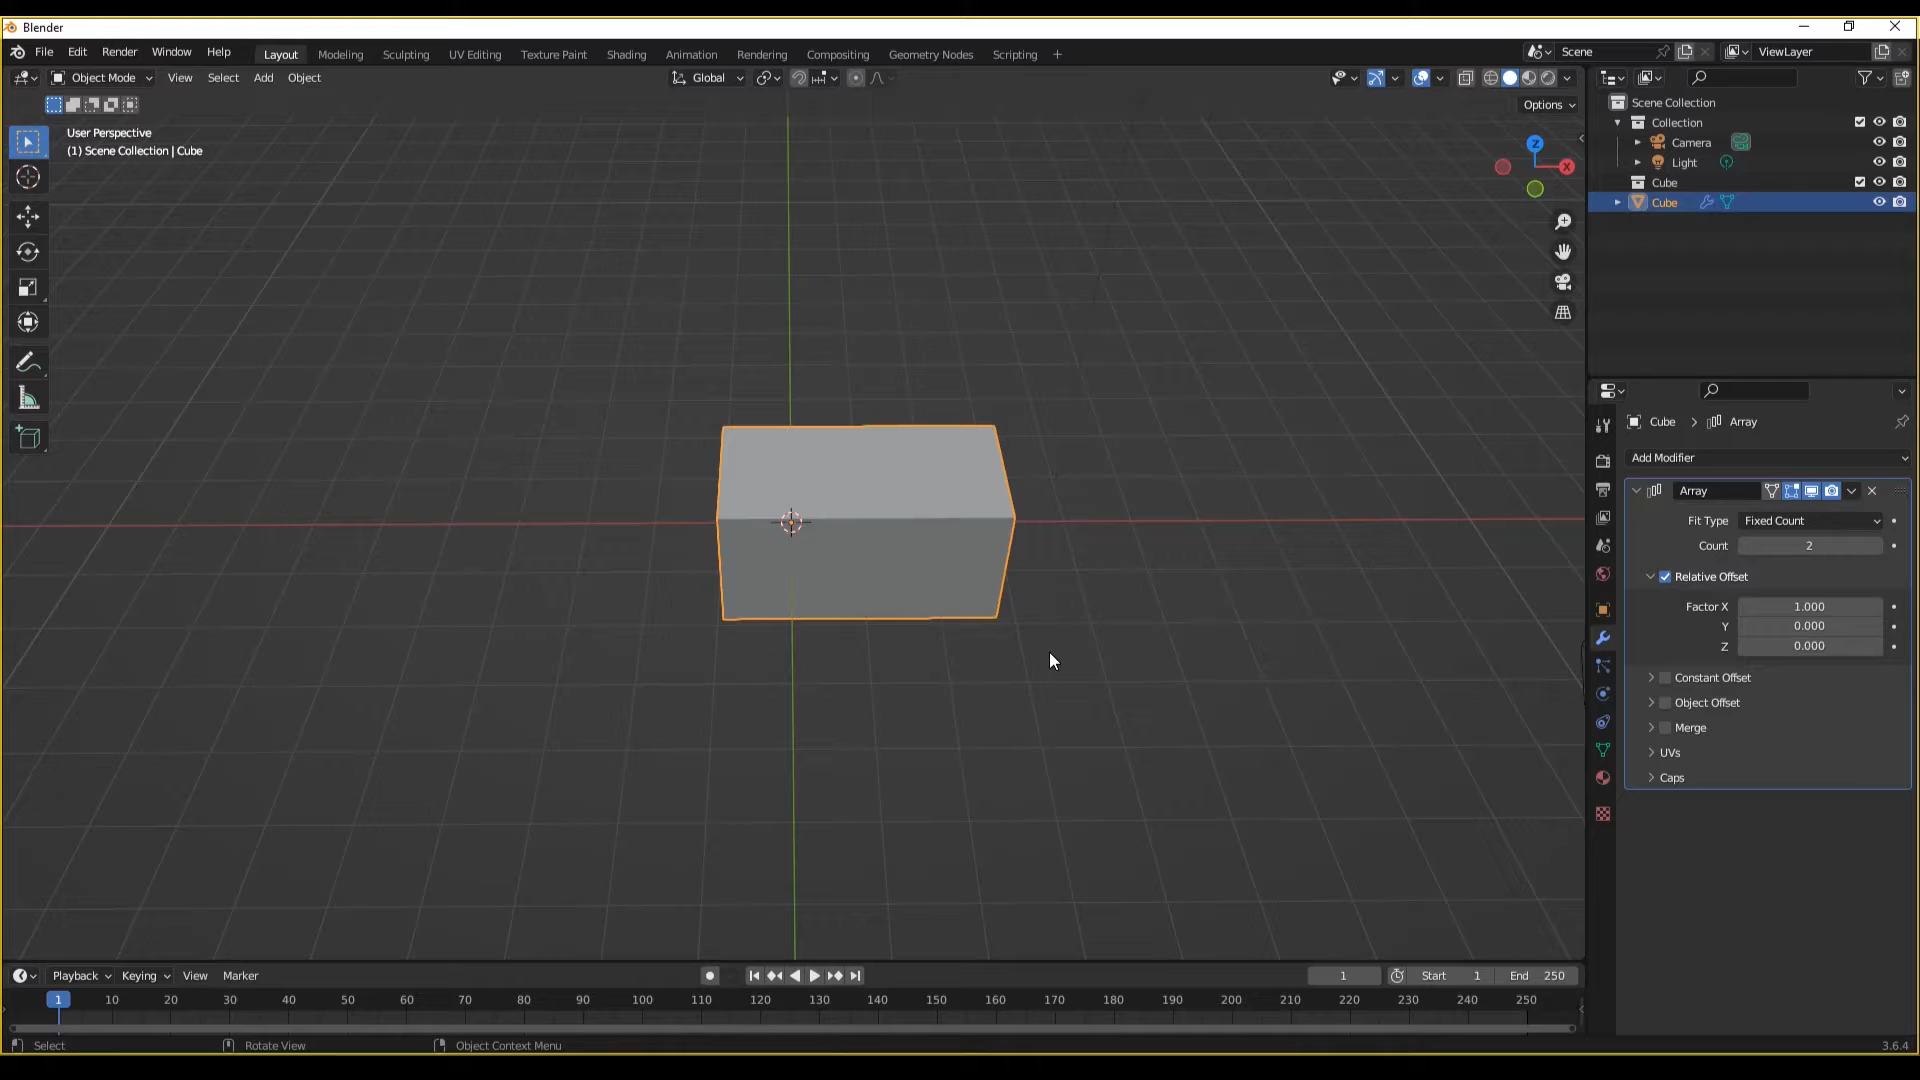 Blender
File Edit Render Window Help Layout Modeling Sculpting UV Editing Texture Paint Shading Animation Rendering Compositing Geometry Nodes Scripting + Scene ViewLayer
Object Mode View Select Add Object Global
Options
User Perspective
(1) Scene Collection | Cube
Z
X
Scene Collection
Collection
Camera
Light
Cube
Cube
Cube > Array
Add Modifier
Array
Fit Type Fixed Count
Count 2
Relative Offset
Factor X 1.000
Y 0.000
Z 0.000
Constant Offset
Object Offset
Merge
UVs
Caps
Playback Keying View Marker 1 Start 1 End 250
1 10 20 30 40 50 60 70 80 90 100 110 120 130 140 150 160 170 180 190 200 210 220 230 240 250
Select Rotate View Object Context Menu 3.6.4